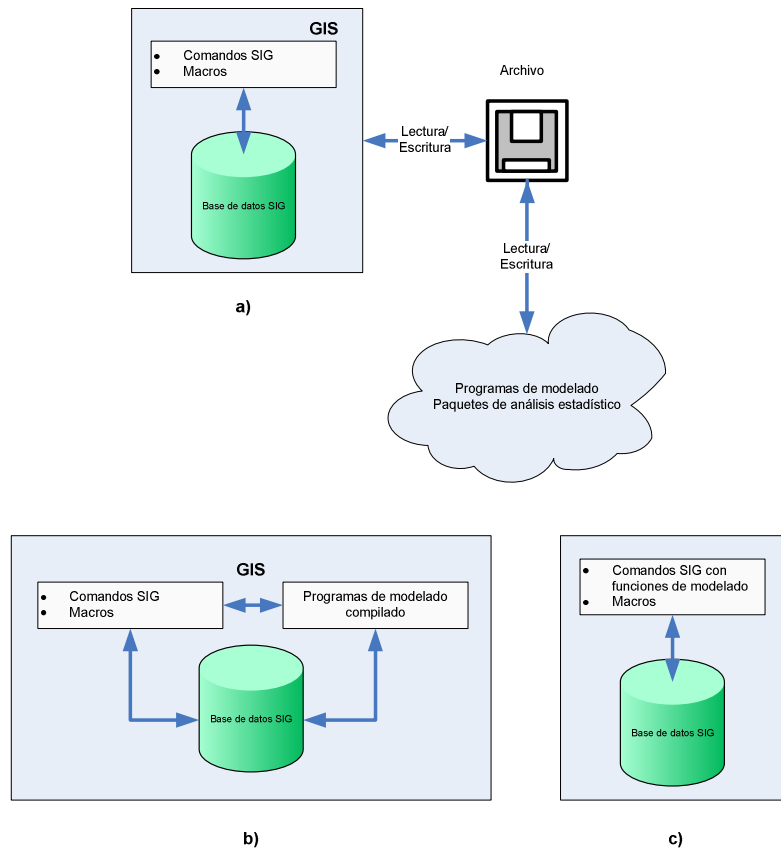 GIS
● Comandos SIG
● Macros
Base de datos SIG
a)
Lectura/
Escritura
Archivo
Lectura/
Escritura
Programas de modelado
Paquetes de análisis estadístico
GIS
● Comandos SIG
● Macros
Programas de modelado
compilado
Base de datos SIG
b)
● Comandos SIG con
funciones de modelado
● Macros
Base de datos SIG
c)